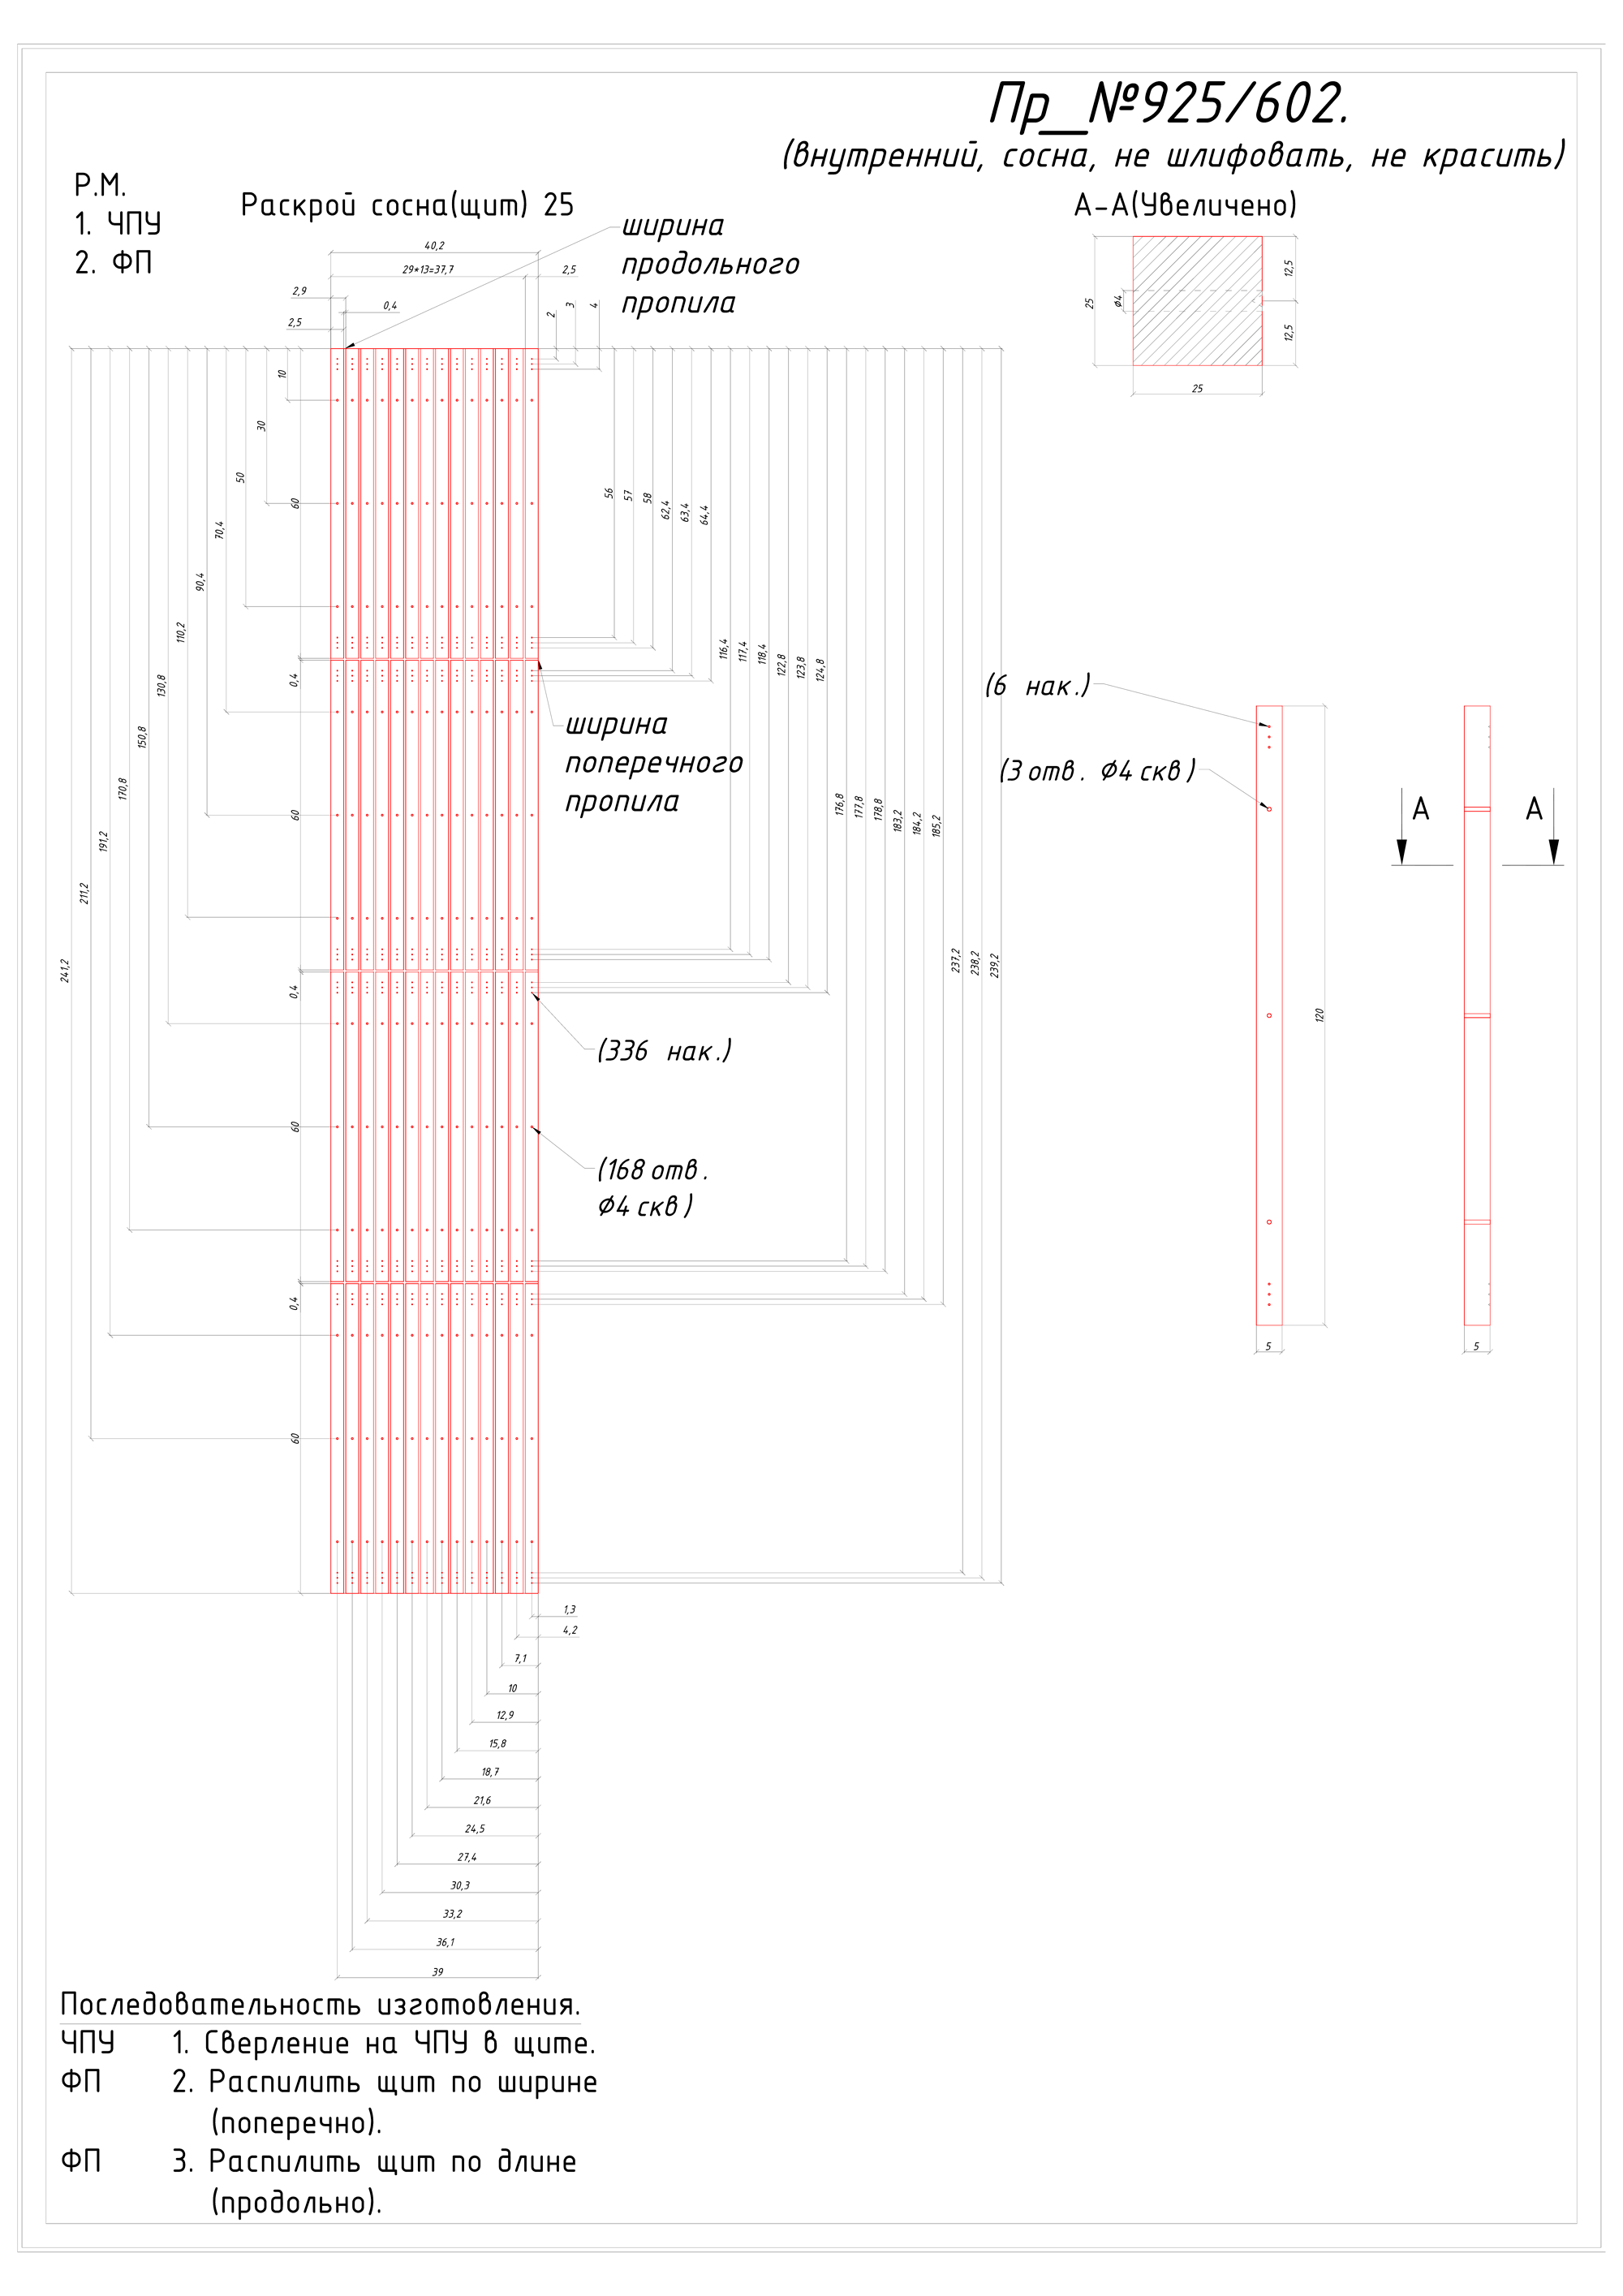 Пр_№925/602.
(внутренний, сосна, не шлифовать, не красить)
Р.М.
1. ЧПУ
2. ФП
Раскрой сосна(щит) 25
ширина
продольного
пропила
А-А(Увеличено)
40,2
29*13=37,7
2,5
2,9
0,4
2,5
2
3
4
25
Ø4
12,5
12,5
25
10
30
50
70,4
90,4
110,2
130,8
150,8
170,8
191,2
211,2
241,2
60
0,4
60
0,4
60
0,4
60
56
57
58
62,4
63,4
64,4
116,4
117,4
118,4
122,8
123,8
124,8
176,8
177,8
178,8
183,2
184,2
185,2
237,2
238,2
239,2
ширина
поперечного
пропила
(336 нак.)
(168 отв.
Ø4 скв)
(6 нак.)
(3 отв. Ø4 скв)
А
А
120
5
5
1,3
4,2
7,1
10
12,9
15,8
18,7
21,6
24,5
27,4
30,3
33,2
36,1
39
Последовательность изготовления.
ЧПУ 1. Сверление на ЧПУ в щите.
ФП 2. Распилить щит по ширине
(поперечно).
ФП 3. Распилить щит по длине
(продольно).